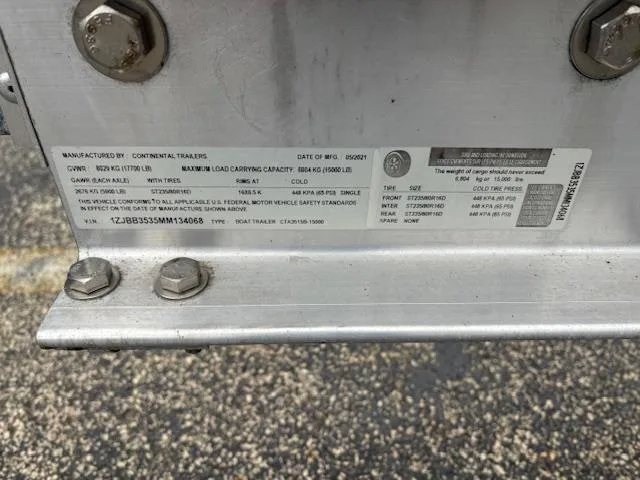 MANUFACTURED BY : CONTINENTAL TRAILERS DATE OF MFG. 05/2021
GVWR : 8029 KG (17700 LB) MAXIMUM LOAD CARRYING CAPACITY: 6804 KG (15000 LB)
GAWR (EACH AXLE) WITH TIRES RIMS AT COLD
2676 KG (5900 LB) ST235/80R16D 16X6.5 K 448 KPA (65 PSI) SINGLE
THIS VEHICLE CONFORMS TO ALL APPLICABLE U.S. FEDERAL MOTOR VEHICLE SAFETY STANDARDS
IN EFFECT ON THE DATE OF MANUFACTURE SHOWN ABOVE.
V.I.N. 1ZJBB3535MM134068 TYPE: BOAT TRAILER CTA3515B-15000
TIRE AND LOADING INFORMATION
The weight of cargo should never exceed
6,804 kg or 15,000 lbs.
TIRE SIZE COLD TIRE PRESS.
FRONT ST235/80R16D 448 KPA (65 PSI)
INTER ST235/80R16D 448 KPA (65 PSI)
REAR ST235/80R16D 448 KPA (65 PSI)
SPARE NONE
1ZJBB3535MM134068